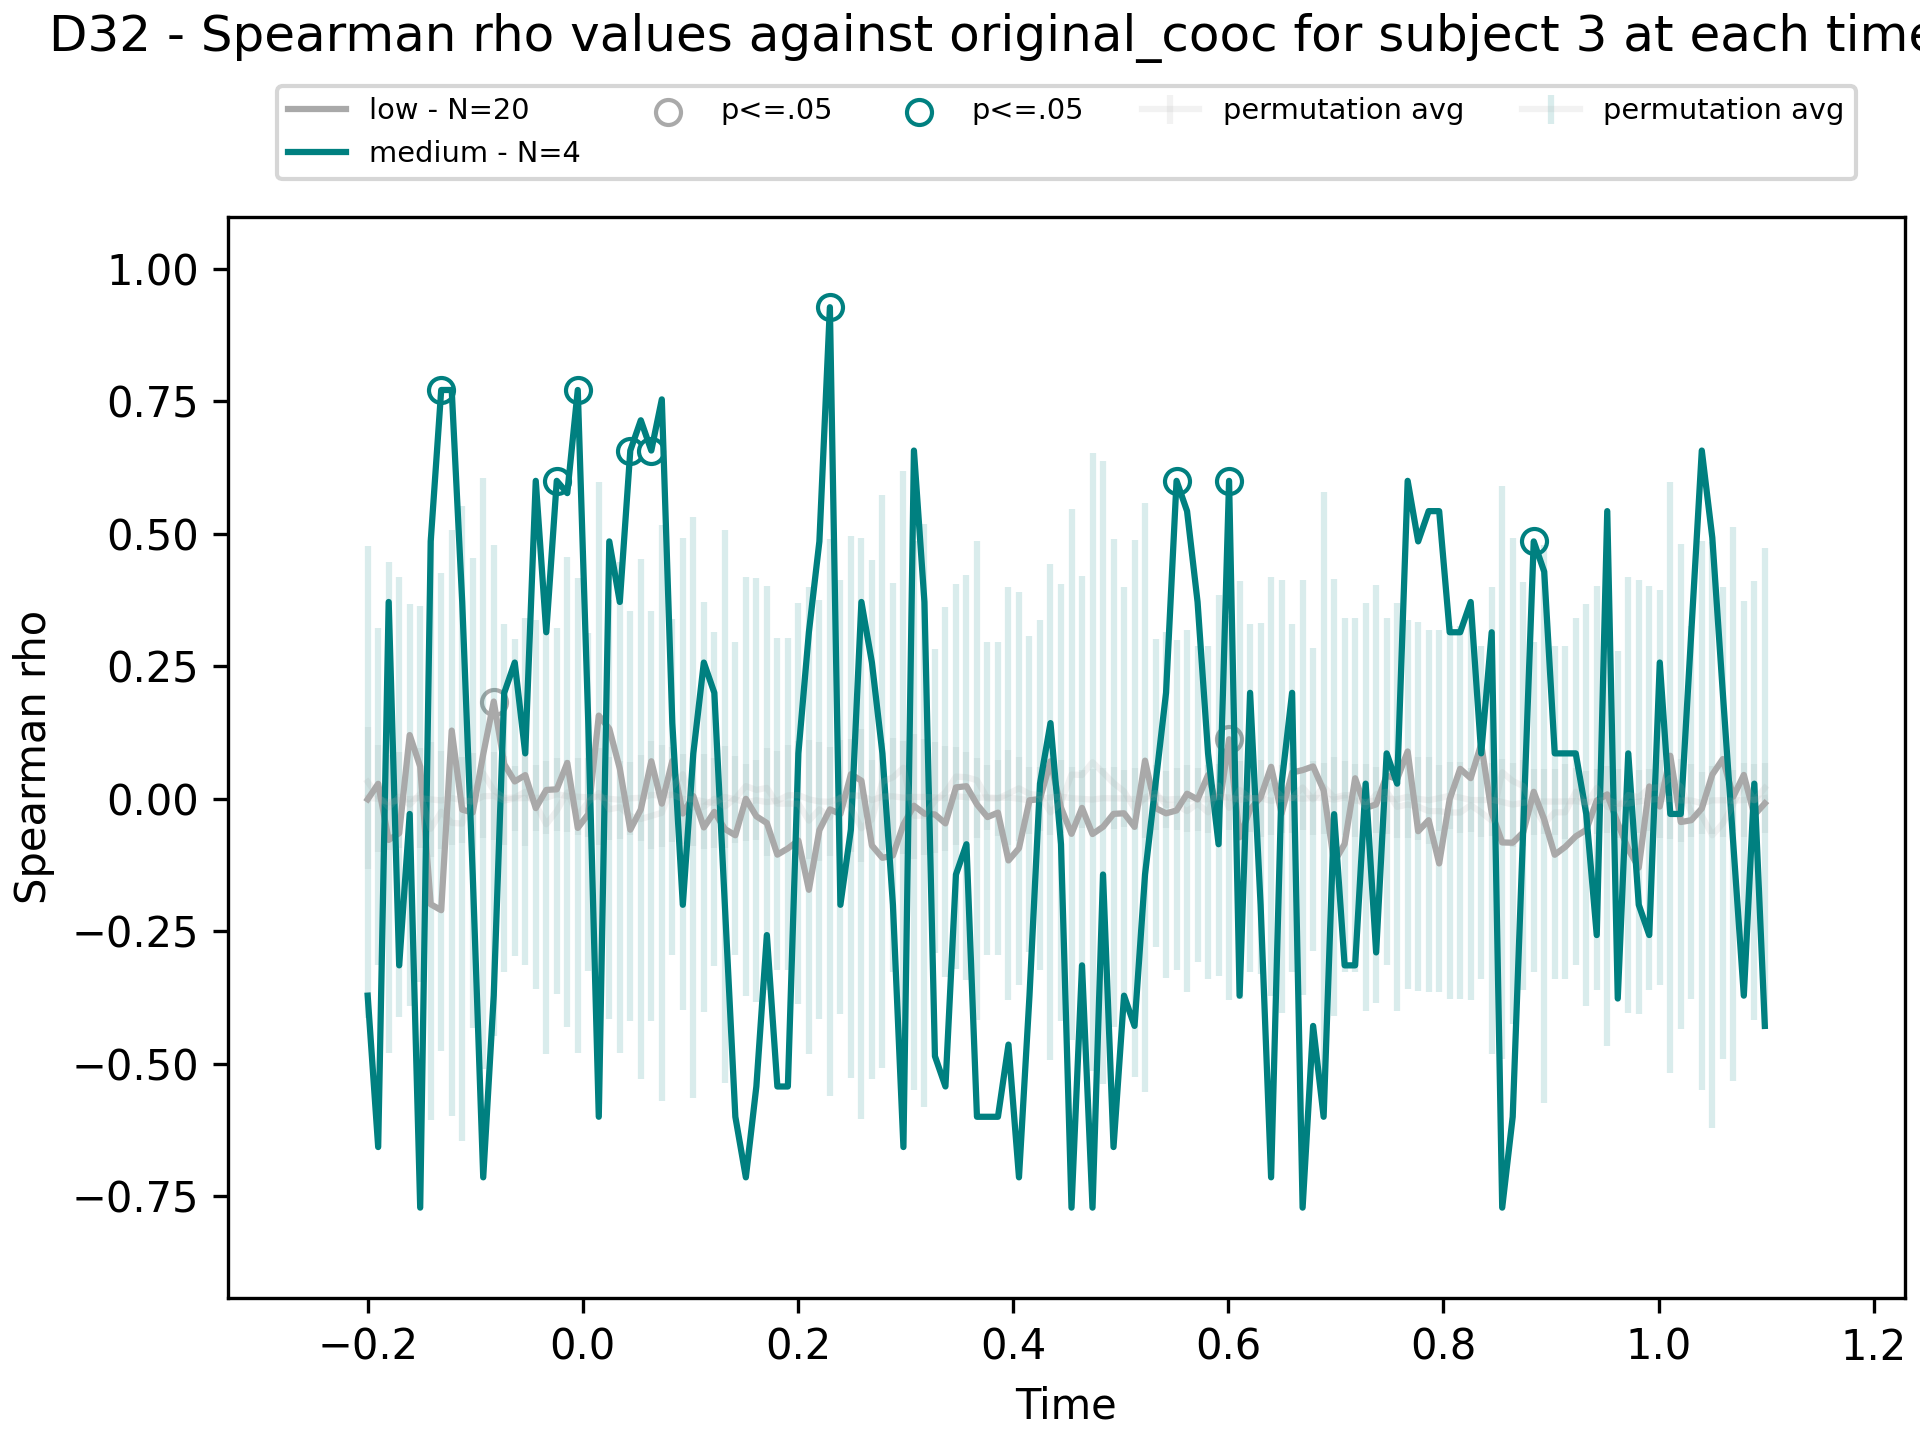 D32 - Spearman rho values against original_cooc for subject 3 at each time
low - N=20
medium - N=4
p<=.05
p<=.05
permutation avg
permutation avg
1.00
0.75
0.50
0.25
0.00
−0.25
−0.50
−0.75
Spearman rho
−0.2 0.0 0.2 0.4 0.6 0.8 1.0 1.2
Time